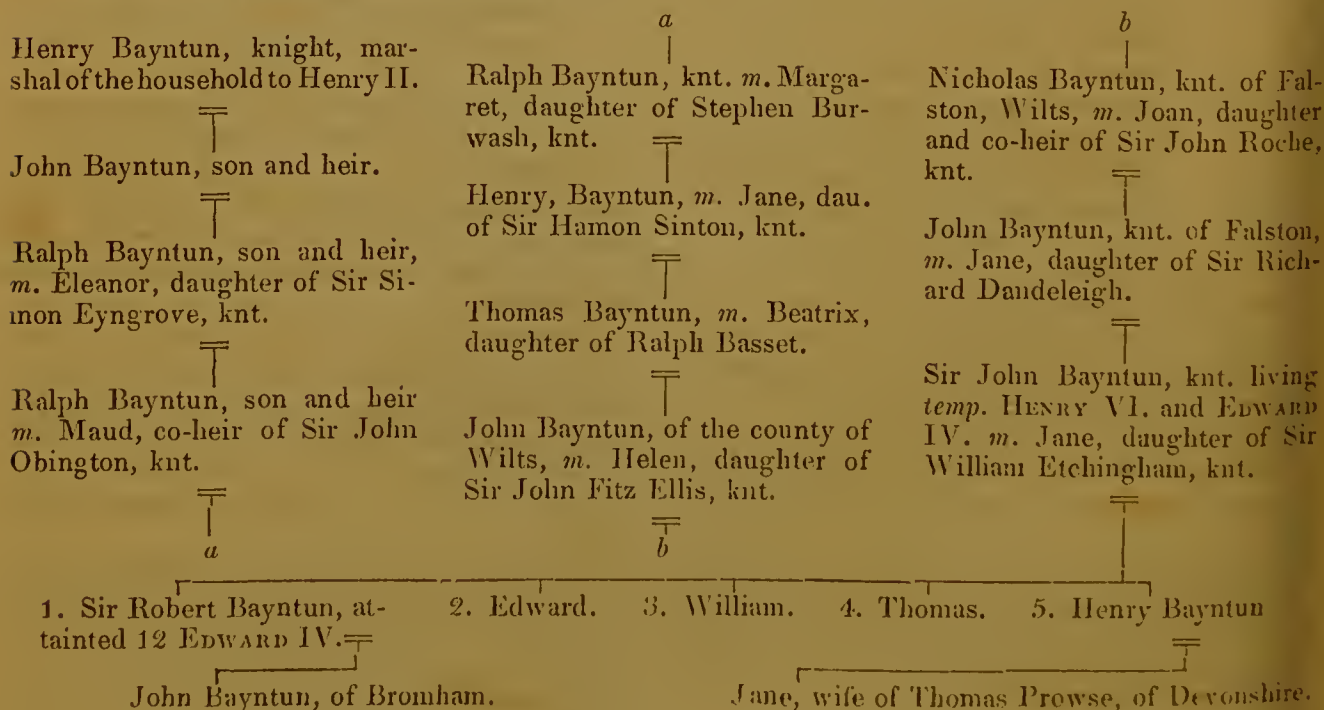 Henry Bayntun, knight, mar-
shal of the household to Henry II.
John Bayntun, son and heir.
Ralph Bayntun, son and heir,
m. Eleanor, daughter of Sir Si-
mon Eyngrove, knt.
Ralph Bayntun, son and heir
m. Maud, co-heir of Sir John
Obington, knt.
a
a
Ralph Bayntun, knt. m. Marga-
ret, daughter of Stephen Bur-
wash, knt.
Henry, Bayntun, m. Jane, dau.
of Sir Hamon Sinton, knt.
Thomas Bayntun, m. Beatrix,
daughter of Ralph Basset.
John Bayntun, of the county of
Wilts, m. Helen, daughter of
Sir John Fitz Ellis, knt.
b
b
Nicholas Bayntun, knt. of Fal-
ston, Wilts, m. Joan, daughter
and co-heir of Sir John Roche,
knt.
John Bayntun, knt. of Falston,
m. Jane, daughter of Sir Rich-
ard Dandeleigh.
Sir John Bayntun, knt. living
temp. HENRY VI. and EDWARD
IV. m. Jane, daughter of Sir
William Etchingham, knt.
1. Sir Robert Bayntun, at-
tainted 12 EDWARD IV.
2. Edward. 3. William. 4. Thomas. 5. Henry Bayntun
John Bayntun, of Bromham.
Jane, wife of Thomas Prowse, of Devonshire.